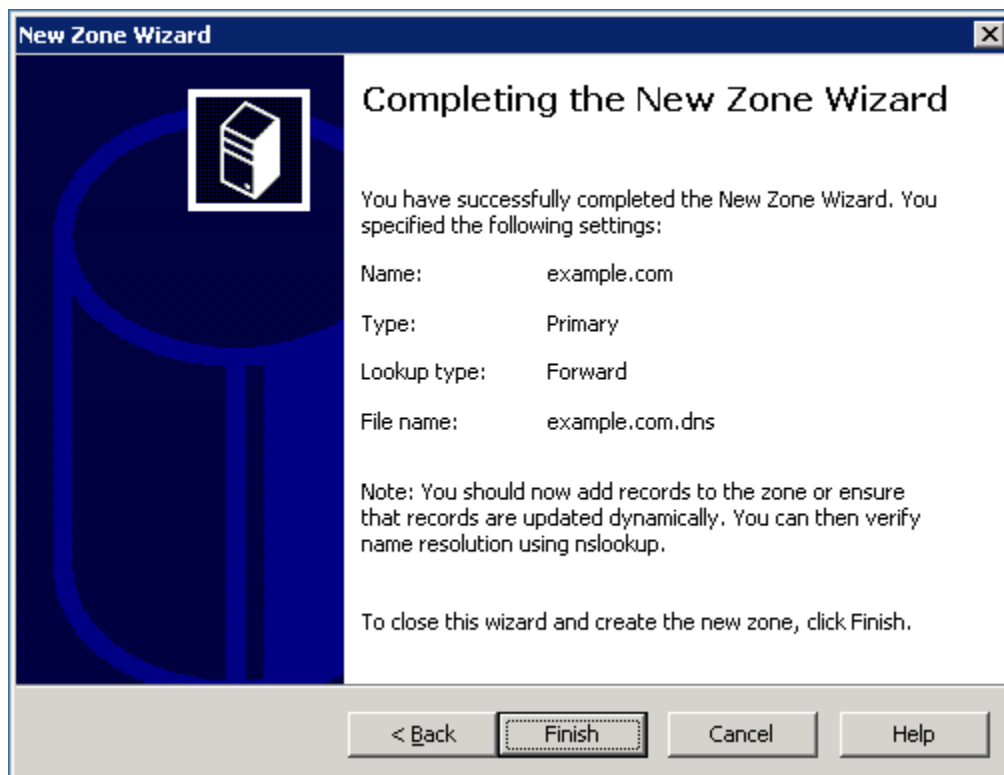 New Zone Wizard
Completing the New Zone Wizard
You have successfully completed the New Zone Wizard. You
specified the following settings:
Name: example.com
Type: Primary
Lookup type: Forward
File name: example.com.dns
Note: You should now add records to the zone or ensure
that records are updated dynamically. You can then verify
name resolution using nslookup.
To close this wizard and create the new zone, click Finish.
< Back Finish Cancel Help